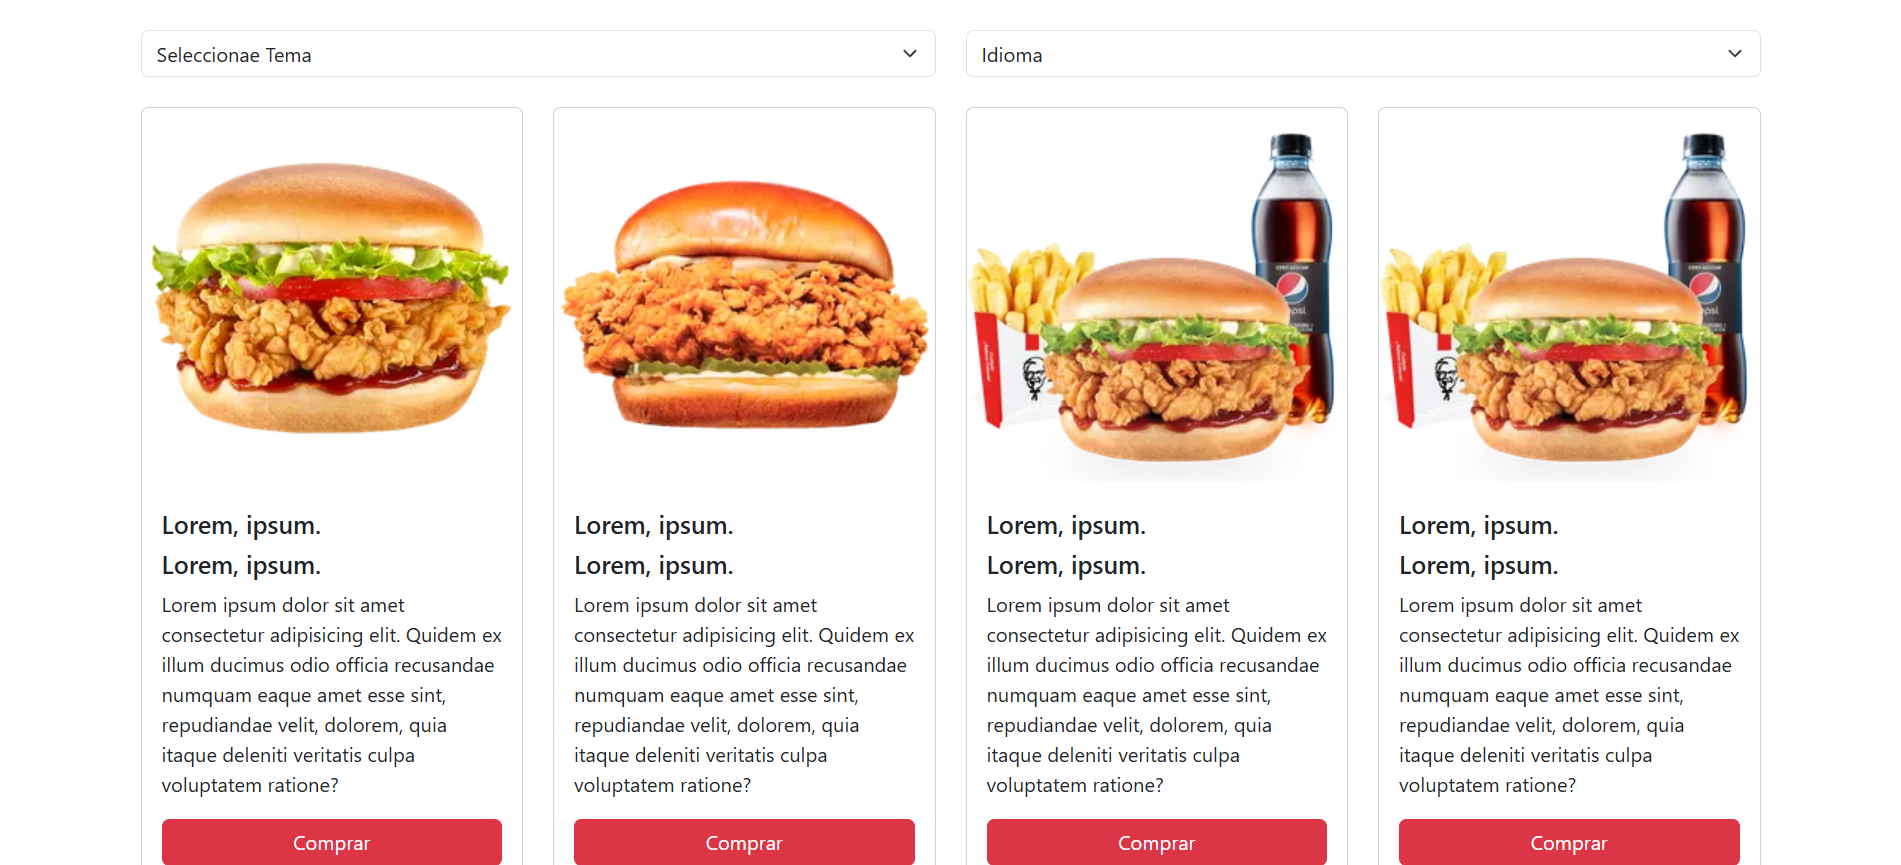 Seleccionae Tema
Idioma
CERO AZÚCAR
CERO AZÚCAR
Lorem, ipsum.
Lorem, ipsum.
Lorem ipsum dolor sit amet
consectetur adipisicing elit. Quidem ex
illum ducimus odio officia recusandae
numquam eaque amet esse sint,
repudiandae velit, dolorem, quia
itaque deleniti veritatis culpa
voluptatem ratione?
Comprar
Lorem, ipsum.
Lorem, ipsum.
Lorem ipsum dolor sit amet
consectetur adipisicing elit. Quidem ex
illum ducimus odio officia recusandae
numquam eaque amet esse sint,
repudiandae velit, dolorem, quia
itaque deleniti veritatis culpa
voluptatem ratione?
Comprar
Lorem, ipsum.
Lorem, ipsum.
Lorem ipsum dolor sit amet
consectetur adipisicing elit. Quidem ex
illum ducimus odio officia recusandae
numquam eaque amet esse sint,
repudiandae velit, dolorem, quia
itaque deleniti veritatis culpa
voluptatem ratione?
Comprar
Lorem, ipsum.
Lorem, ipsum.
Lorem ipsum dolor sit amet
consectetur adipisicing elit. Quidem ex
illum ducimus odio officia recusandae
numquam eaque amet esse sint,
repudiandae velit, dolorem, quia
itaque deleniti veritatis culpa
voluptatem ratione?
Comprar